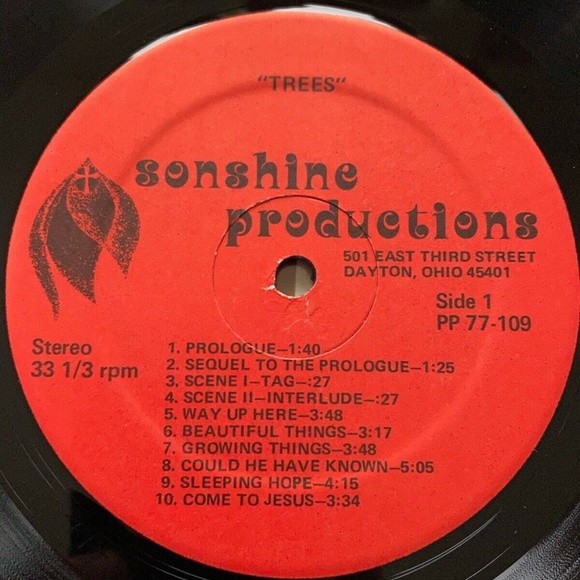 "TREES"
sonshine
productions
501 EAST THIRD STREET
DAYTON, OHIO 45401
Side 1
PP 77-109
Stereo
33 1/3 rpm
1. PROLOGUE—1:40
2. SEQUEL TO THE PROLOGUE—1:25
3. SCENE I—TAG—:27
4. SCENE II—INTERLUDE—:27
5. WAY UP HERE—3:48
6. BEAUTIFUL THINGS—3:17
7. GROWING THINGS—3:48
8. COULD HE HAVE KNOWN—5:05
9. SLEEPING HOPE—4:15
10. COME TO JESUS—3:34